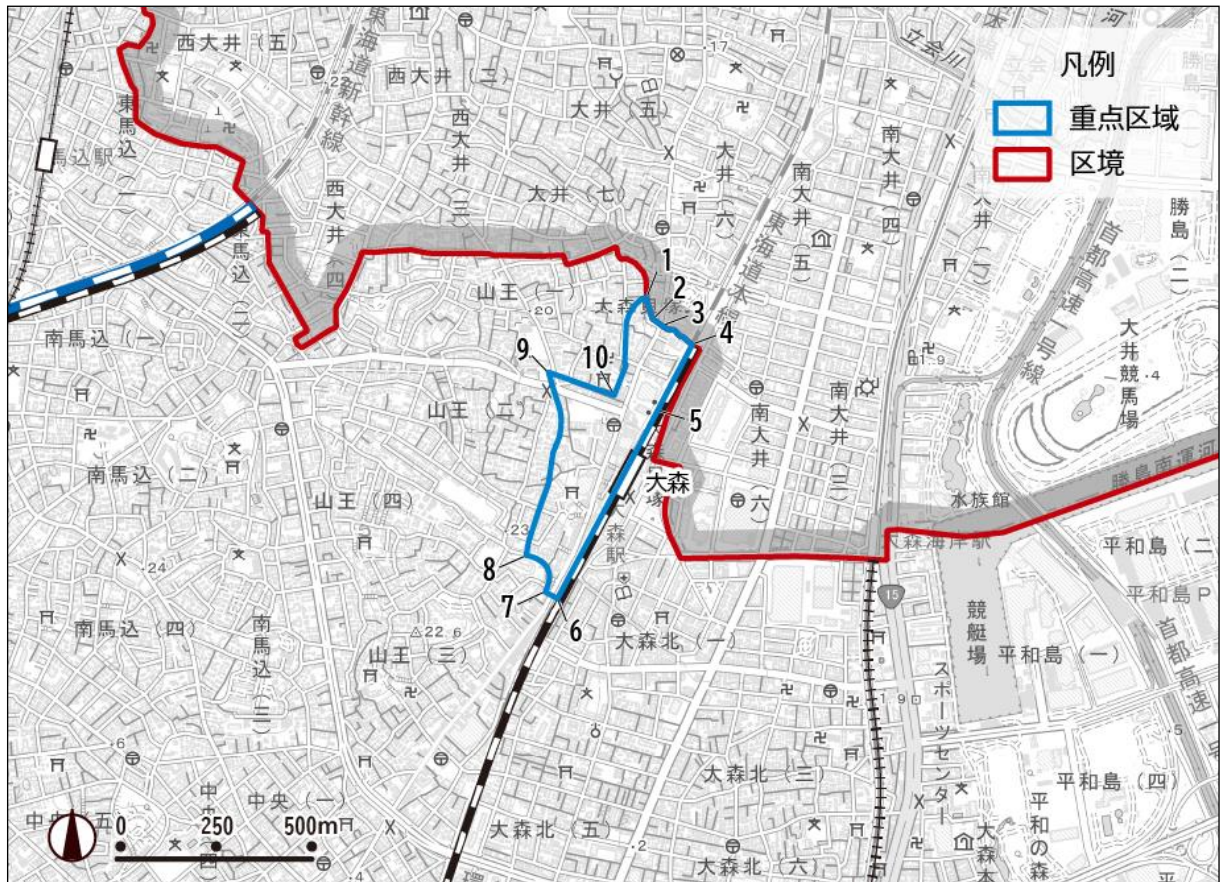 凡例
重点区域
区境
西大井（五）
東海道新幹線
西大井（二）
大井（五）
立会川
首都高速一号線
勝島（二）
東馬込（一）
馬込駅
西大井（四）
西大井（三）
大井（七）
大井（六）
南大井（五）
南大井（四）
東海道本線
大井競馬場
東馬込（二）
山王（一）
南馬込（一）
山王（二）
南大井（三）
南大井（六）
勝島南運河
水族館
南馬込（二）
山王（四）
大森
大森駅
大森海岸駅
平和島（二
平和島P
15
南馬込（四）
南馬込（三）
山王（三）
大森北（一）
競艇場
平和島（一）
首都高速
スポーツセンター
大森北（三）
平和島（四）
中央（一）
大森北（五）
大森北（六）
平和の森
大森本
1
2
3
4
5
6
7
8
9
10
0
250
500m